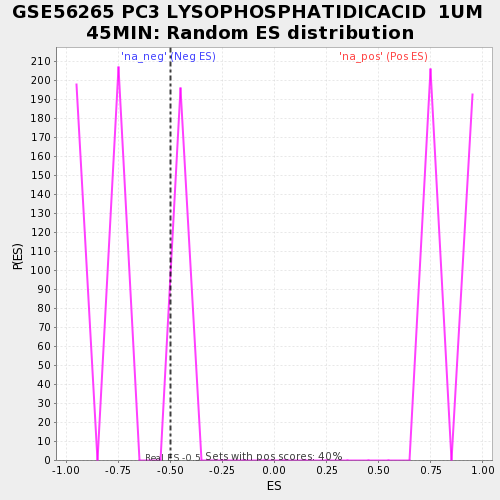 GSE56265 PC3 LYSOPHOSPHATIDICACID 1UM
45MIN: Random ES distribution
'na_neg' (Neg ES)
'na_pos' (Pos ES)
P(ES)
210
200
190
180
170
160
150
140
130
120
110
100
90
80
70
60
50
40
30
20
10
0
Real ES -0.5
Sets with pos scores: 40%
-1.00 -0.75 -0.50 -0.25 0.00 0.25 0.50 0.75 1.00
ES